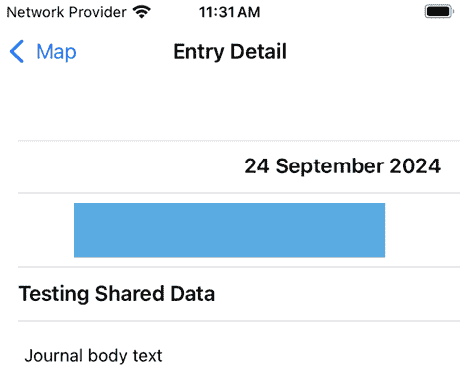 Network Provider 11:31 AM
Map Entry Detail
24 September 2024
Testing Shared Data
Journal body text